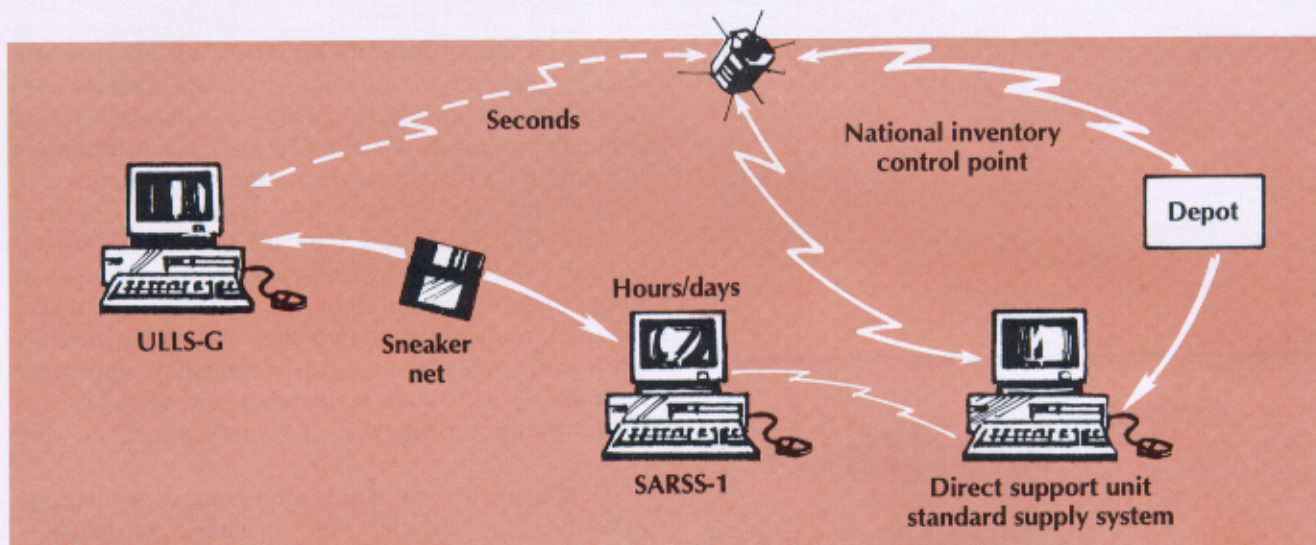 Seconds
National inventory
control point
Depot
ULLS-G
Sneaker
net
Hours/days
SARSS-1
Direct support unit
standard supply system